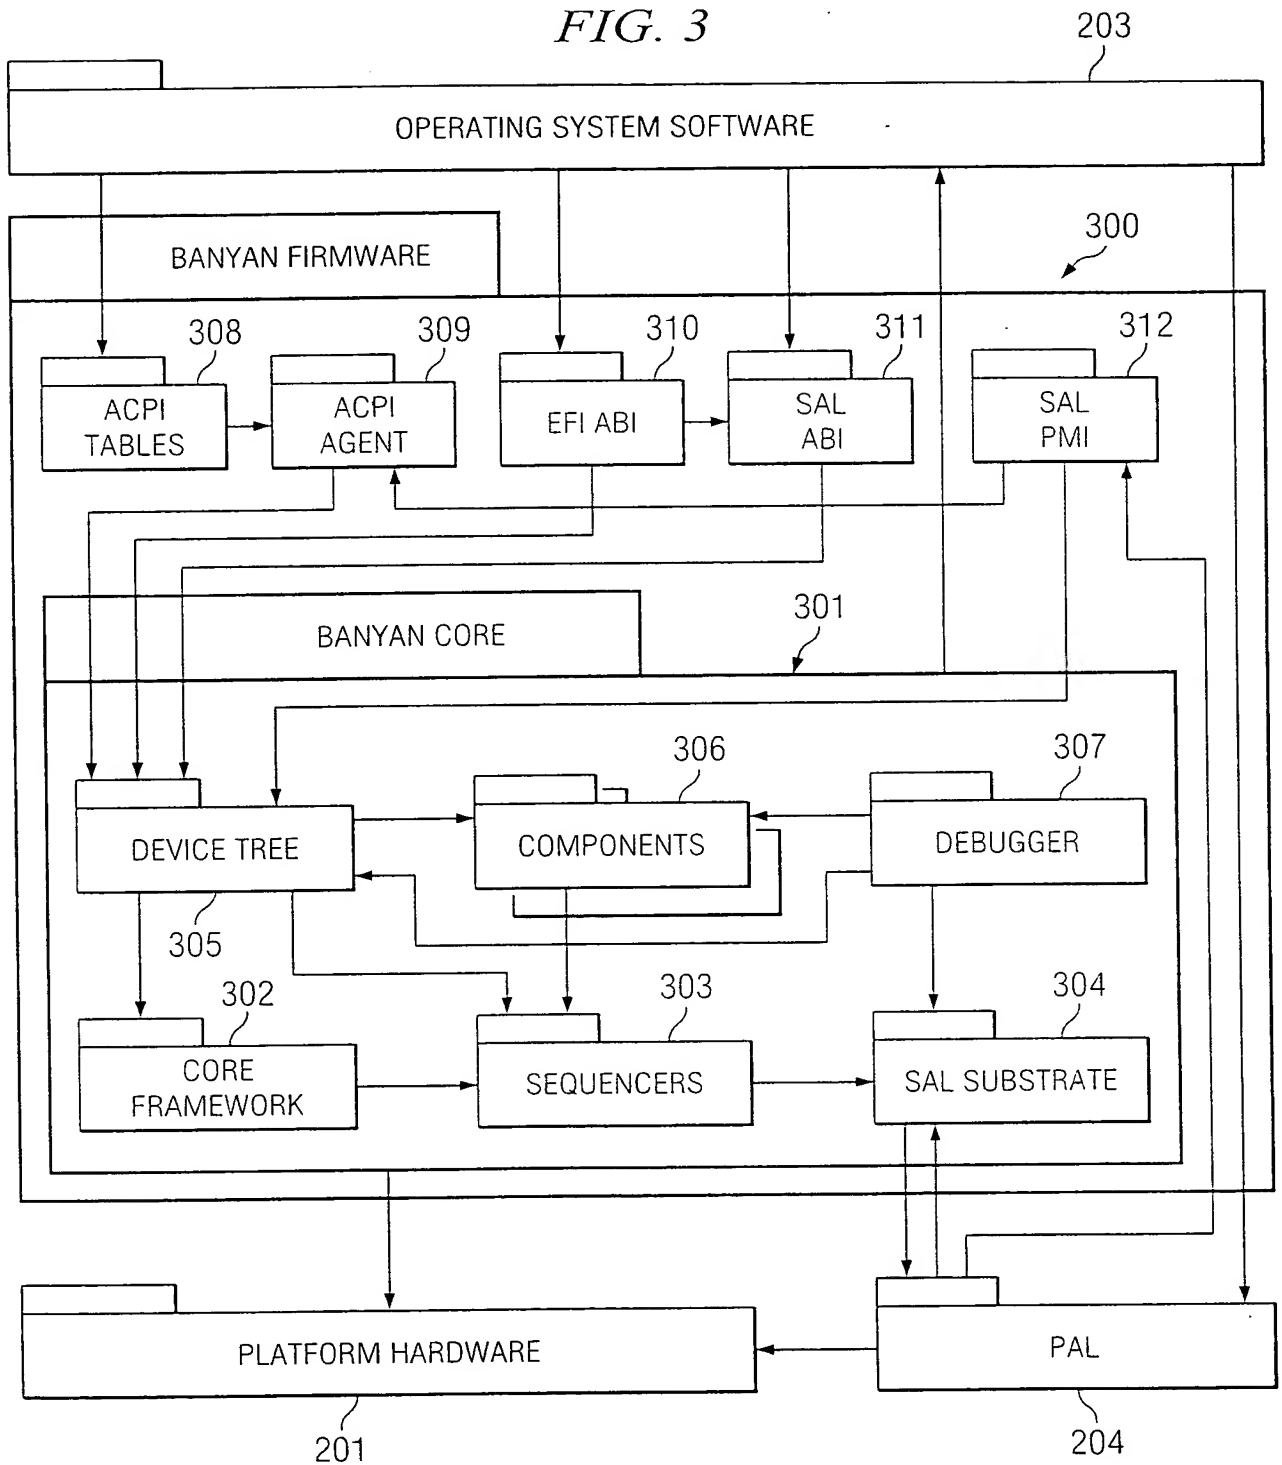 FIG. 3
203
OPERATING SYSTEM SOFTWARE
BANYAN FIRMWARE
300
308
309
310
311
312
ACPI
TABLES
ACPI
AGENT
EFI ABI
SAL
ABI
SAL
PMI
BANYAN CORE
301
306
307
DEVICE TREE
COMPONENTS
DEBUGGER
305
302
303
304
CORE
FRAMEWORK
SEQUENCERS
SAL SUBSTRATE
PLATFORM HARDWARE
PAL
201
204